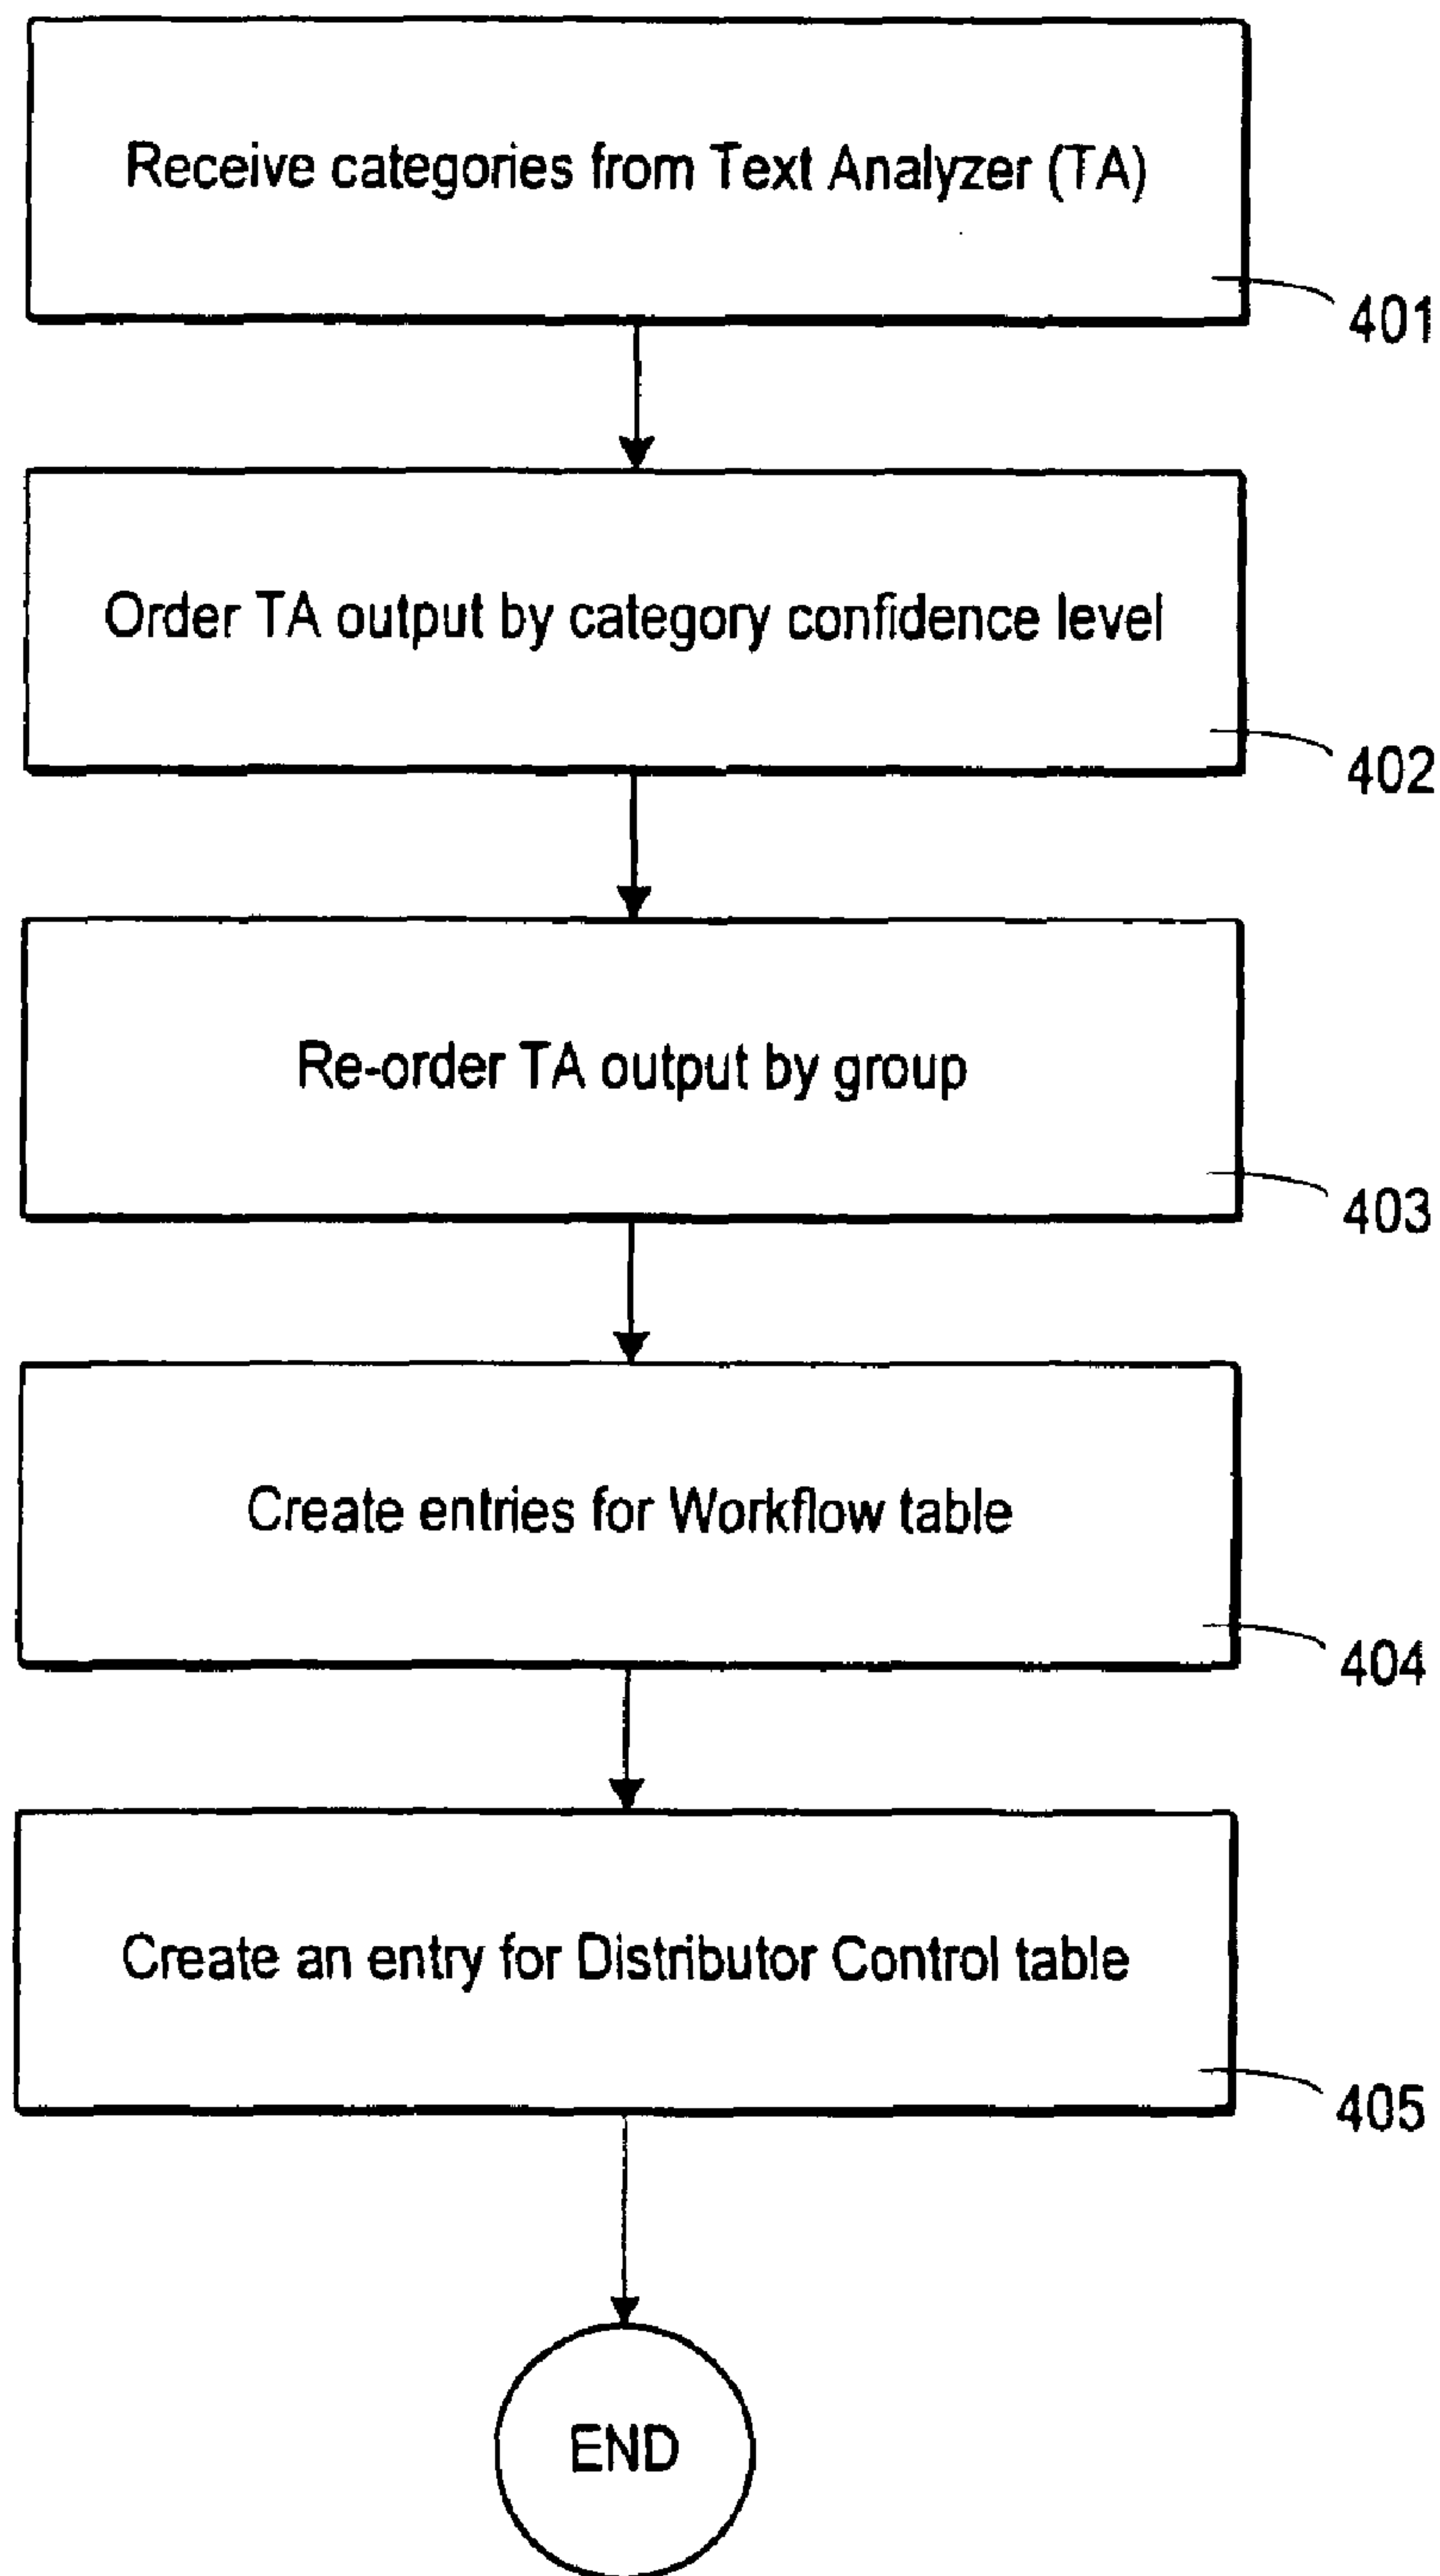 Receive categories from Text Analyzer (TA)
401
Order TA output by category confidence level
402
Re-order TA output by group
403
Create entries for Workflow table
404
Create an entry for Distributor Control table
405
END